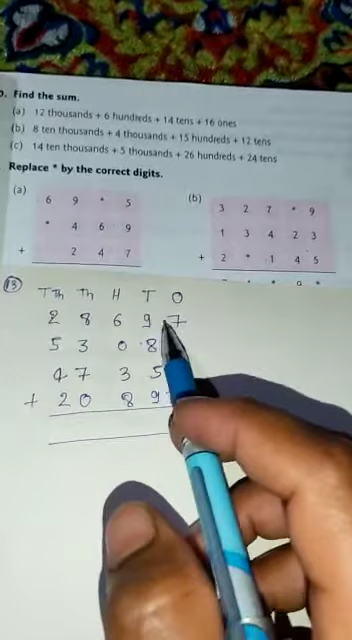 Find the sum.
(a) 12 thousands + 6 hundreds + 14 tens + 16 ones
(b) 8 ten thousands + 4 thousands + 15 hundreds + 12 tens
(c) 14 ten thousands + 5 thousands + 26 hundreds + 24 tens
Replace * by the correct digits.
(a)
6 9 * 5
* 4 6 9
+ 2 4 7
(b)
3 2 7 * 9
1 3 4 2 3
+ 2 * 1 4 5
13
TTh Th H T O
2 8 6 9 7
5 3 0 8
4 7 3 5
+ 2 0 8 9